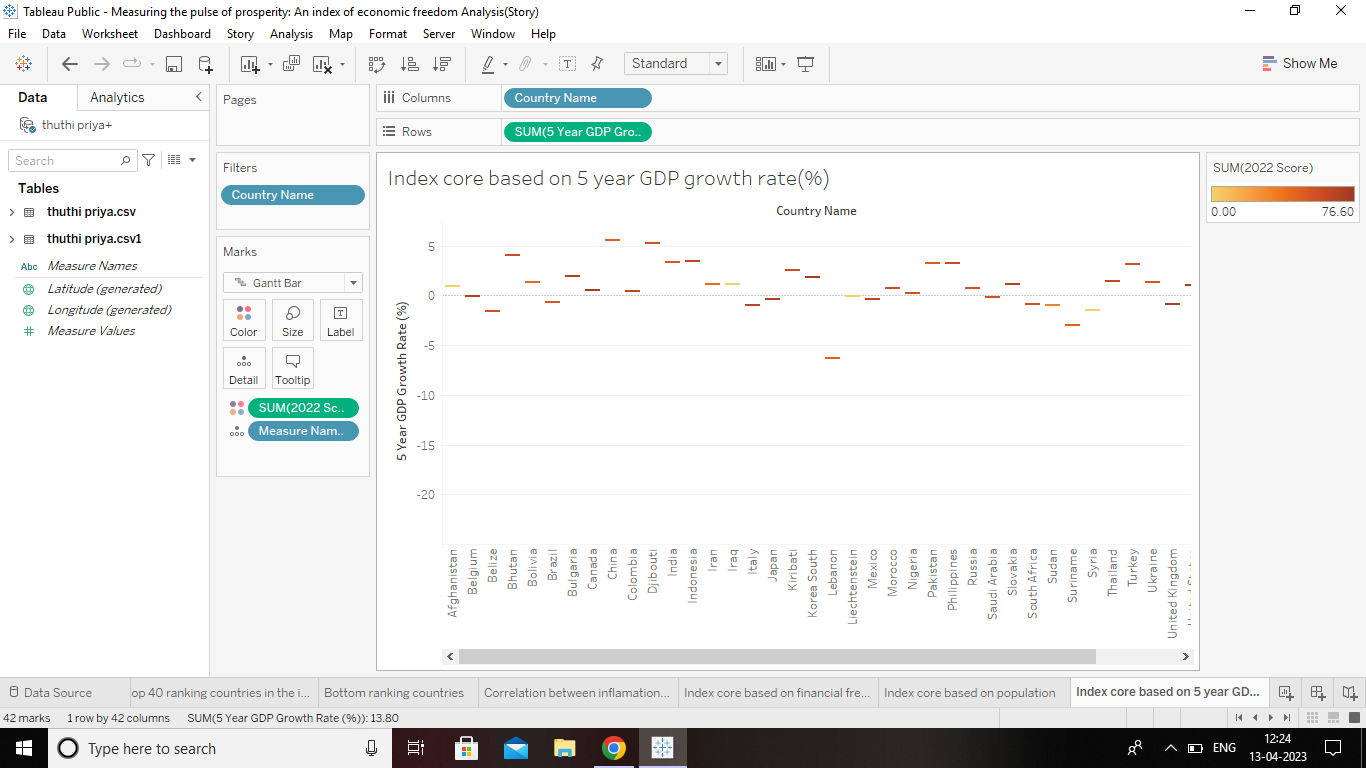 Tableau Public - Measuring the pulse of prosperity: An index of economic freedom Analysis(Story)
File Data Worksheet Dashboard Story Analysis Map Format Server Window Help
Standard
Show Me
Data Analytics
thuthi priya+
Search
Tables
thuthi priya.csv
thuthi priya.csv1
Abc Measure Names
Latitude (generated)
Longitude (generated)
Measure Values
Pages
Filters
Country Name
Marks
Gantt Bar
Color Size Label
Detail Tooltip
SUM(2022 Sc..
Measure Nam..
Columns Country Name
Rows SUM(5 Year GDP Gro..
Index core based on 5 year GDP growth rate(%)
Country Name
5 Year GDP Growth Rate (%)
5
0
-5
-10
-15
-20
Afghanistan
Belgium
Belize
Bhutan
Bolivia
Brazil
Bulgaria
Canada
China
Colombia
Djibouti
India
Indonesia
Iran
Iraq
Italy
Japan
Kiribati
Korea South
Lebanon
Liechtenstein
Mexico
Morocco
Nigeria
Pakistan
Philippines
Russia
Saudi Arabia
Slovakia
South Africa
Sudan
Suriname
Syria
Thailand
Turkey
Ukraine
United Kingdom
SUM(2022 Score)
0.00 76.60
Data Source op 40 ranking countries in the i... Bottom ranking countries Correlation between inflamation... Index core based on financial fre... Index core based on population Index core based on 5 year GD...
42 marks 1 row by 42 columns SUM(5 Year GDP Growth Rate (%)): 13.80
Type here to search
ENG
12:24
13-04-2023